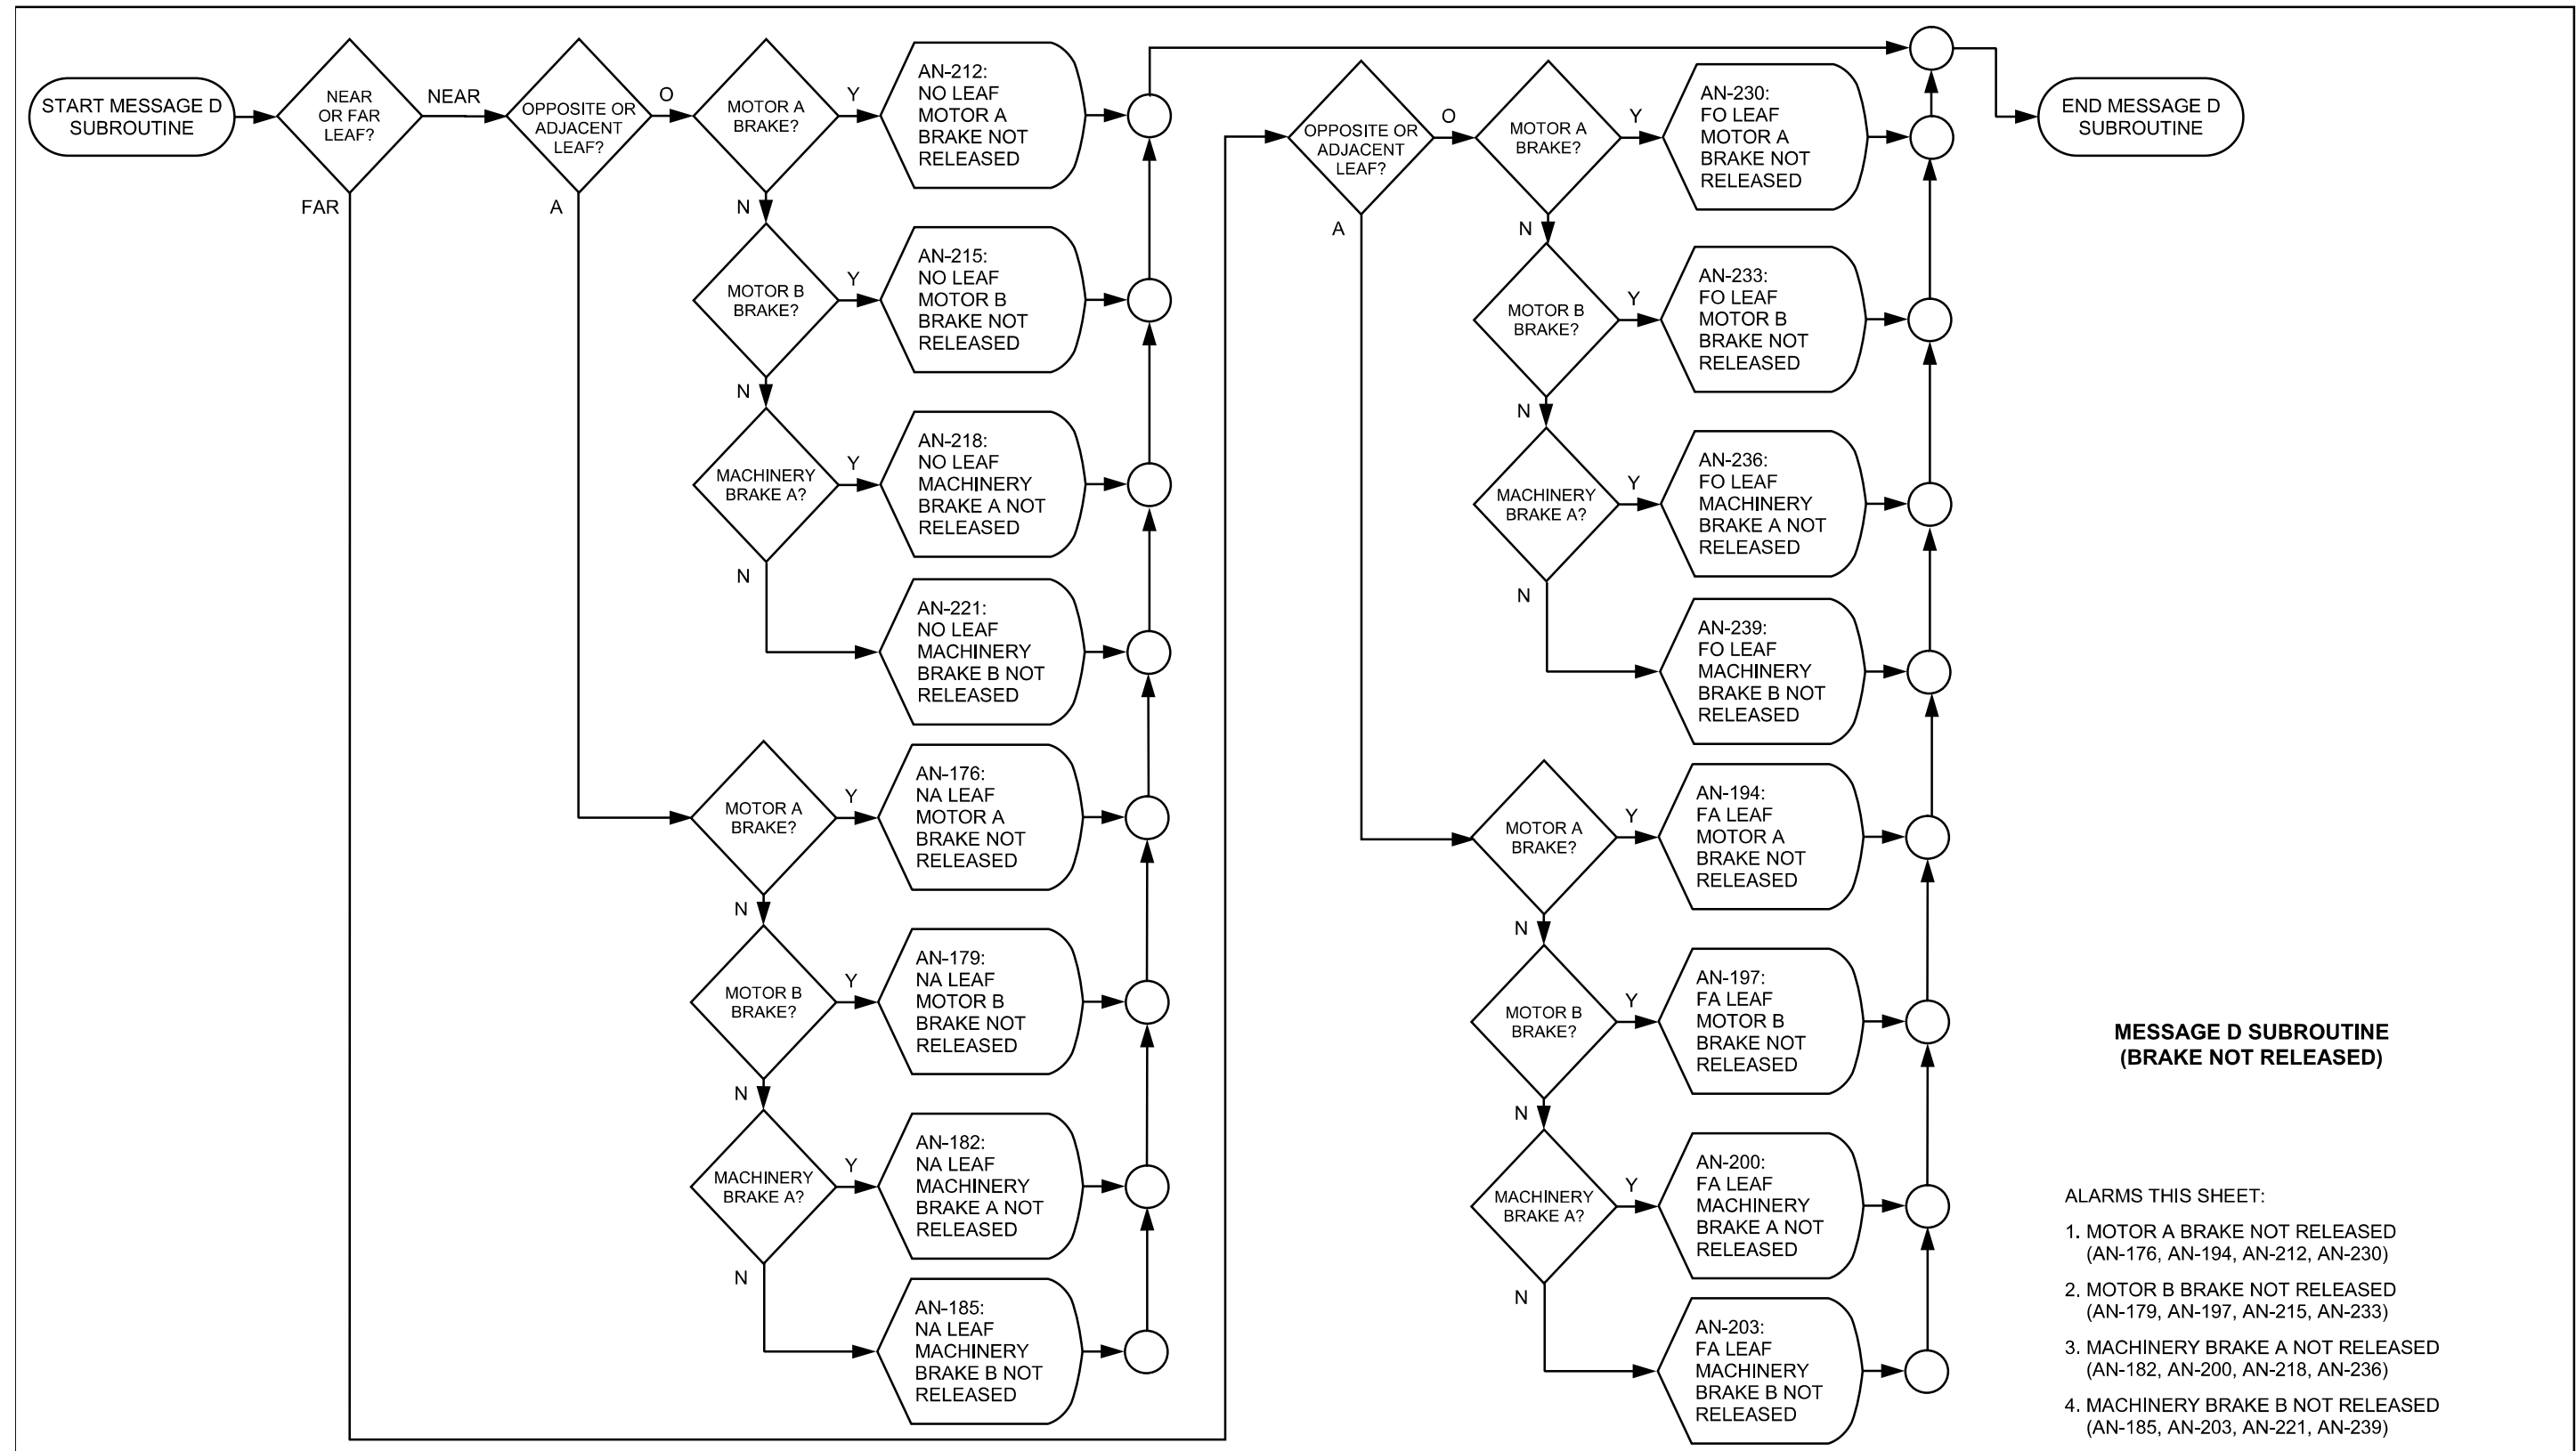 START MESSAGE D
SUBROUTINE
NEAR
OR FAR
LEAF?
NEAR
FAR
OPPOSITE OR
ADJACENT
LEAF?
O
A
MOTOR A
BRAKE?
Y
N
AN-212:
NO LEAF
MOTOR A
BRAKE NOT
RELEASED
MOTOR B
BRAKE?
Y
N
AN-215:
NO LEAF
MOTOR B
BRAKE NOT
RELEASED
MACHINERY
BRAKE A?
Y
N
AN-218:
NO LEAF
MACHINERY
BRAKE A NOT
RELEASED
AN-221:
NO LEAF
MACHINERY
BRAKE B NOT
RELEASED
MOTOR A
BRAKE?
Y
N
AN-176:
NA LEAF
MOTOR A
BRAKE NOT
RELEASED
MOTOR B
BRAKE?
Y
N
AN-179:
NA LEAF
MOTOR B
BRAKE NOT
RELEASED
MACHINERY
BRAKE A?
Y
N
AN-182:
NA LEAF
MACHINERY
BRAKE A NOT
RELEASED
AN-185:
NA LEAF
MACHINERY
BRAKE B NOT
RELEASED
OPPOSITE OR
ADJACENT
LEAF?
O
A
MOTOR A
BRAKE?
Y
N
AN-230:
FO LEAF
MOTOR A
BRAKE NOT
RELEASED
MOTOR B
BRAKE?
Y
N
AN-233:
FO LEAF
MOTOR B
BRAKE NOT
RELEASED
MACHINERY
BRAKE A?
Y
N
AN-236:
FO LEAF
MACHINERY
BRAKE A NOT
RELEASED
AN-239:
FO LEAF
MACHINERY
BRAKE B NOT
RELEASED
MOTOR A
BRAKE?
Y
N
AN-194:
FA LEAF
MOTOR A
BRAKE NOT
RELEASED
MOTOR B
BRAKE?
Y
N
AN-197:
FA LEAF
MOTOR B
BRAKE NOT
RELEASED
MACHINERY
BRAKE A?
Y
N
AN-200:
FA LEAF
MACHINERY
BRAKE A NOT
RELEASED
AN-203:
FA LEAF
MACHINERY
BRAKE B NOT
RELEASED
END MESSAGE D
SUBROUTINE
MESSAGE D SUBROUTINE
(BRAKE NOT RELEASED)
ALARMS THIS SHEET:
1. MOTOR A BRAKE NOT RELEASED
(AN-176, AN-194, AN-212, AN-230)
2. MOTOR B BRAKE NOT RELEASED
(AN-179, AN-197, AN-215, AN-233)
3. MACHINERY BRAKE A NOT RELEASED
(AN-182, AN-200, AN-218, AN-236)
4. MACHINERY BRAKE B NOT RELEASED
(AN-185, AN-203, AN-221, AN-239)